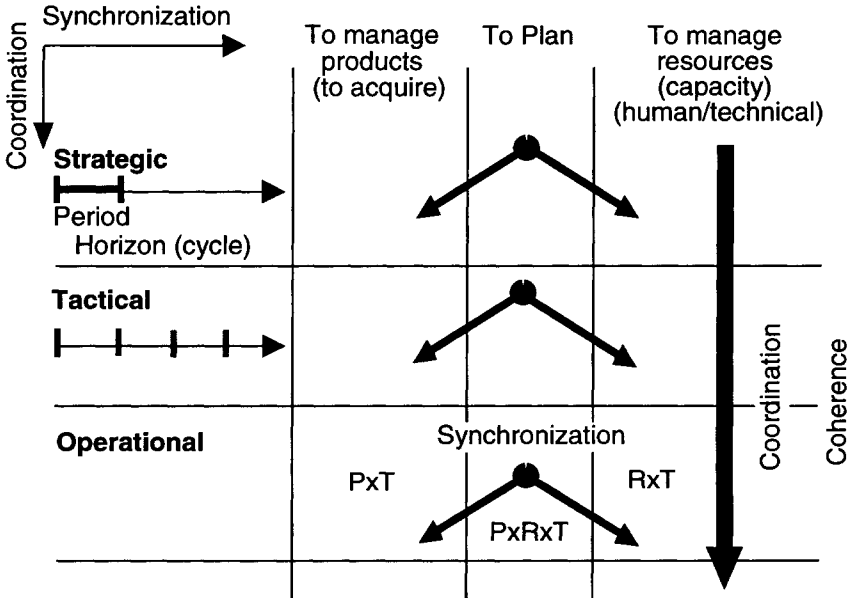 Synchronization
Coordination
To manage
products
(to acquire)
To Plan
To manage
resources
(capacity)
(human/technical)
Strategic
Period
Horizon (cycle)
Tactical
Operational
Synchronization
PxT
RxT
PxRxT
Coordination
Coherence